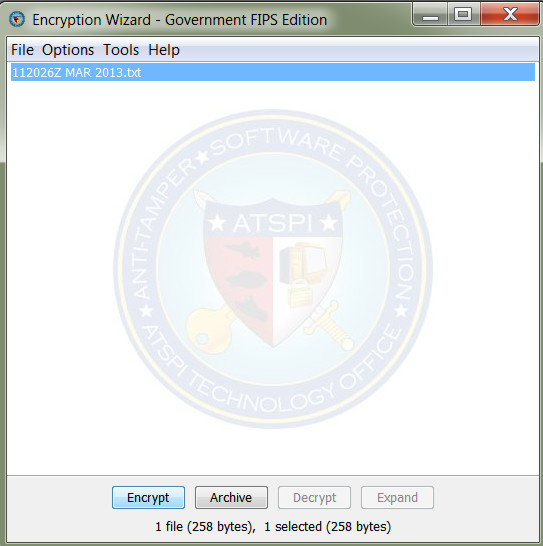 Encryption Wizard - Government FIPS Edition
File Options Tools Help
112026Z MAR 2013.txt
ANTI-TAMPER★SOFTWARE PROTECTION
★ATSPI★
★ATSPI TECHNOLOGY OFFICE★
Encrypt Archive Decrypt Expand
1 file (258 bytes), 1 selected (258 bytes)